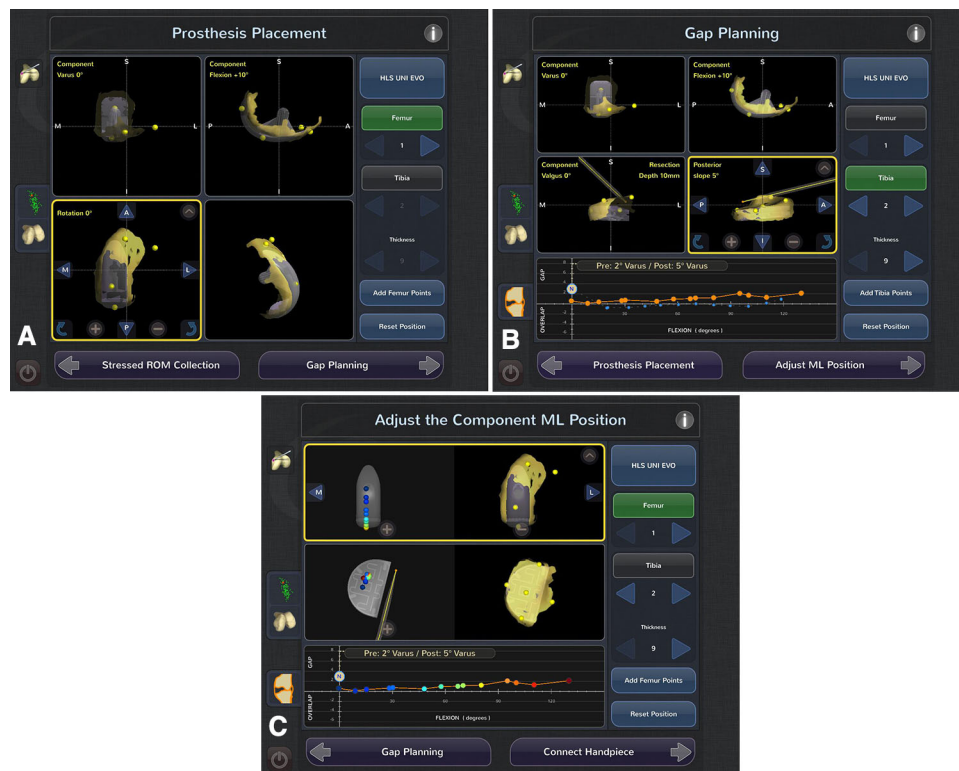 Prosthesis Placement
i
Component
Varus 0°
S
M
L
I
Component
Flexion +10°
S
P
A
I
HLS UNI EVO
Femur
1
Tibia
2
Thickness
9
Add Femur Points
Reset Position
Rotation 0°
A
M
L
P
A
Stressed ROM Collection
Gap Planning
Gap Planning
i
Component
Varus 0°
S
M
L
I
Component
Flexion +10°
S
P
A
I
HLS UNI EVO
Femur
1
Component
Valgus 0°
Resection
Depth 10mm
S
M
L
I
Posterior
slope 5°
S
P
A
I
Tibia
2
Thickness
9
Pre: 2° Varus / Post: 5° Varus
GAP
OVERLAP
N
FLEXION ( degrees )
120
Add Tibia Points
Reset Position
B
Prosthesis Placement
Adjust ML Position
Adjust the Component ML Position
i
M
L
HLS UNI EVO
Femur
1
Tibia
2
Thickness
9
Pre: 2° Varus / Post: 5° Varus
GAP
OVERLAP
N
FLEXION ( degrees )
Add Femur Points
Reset Position
C
Gap Planning
Connect Handpiece